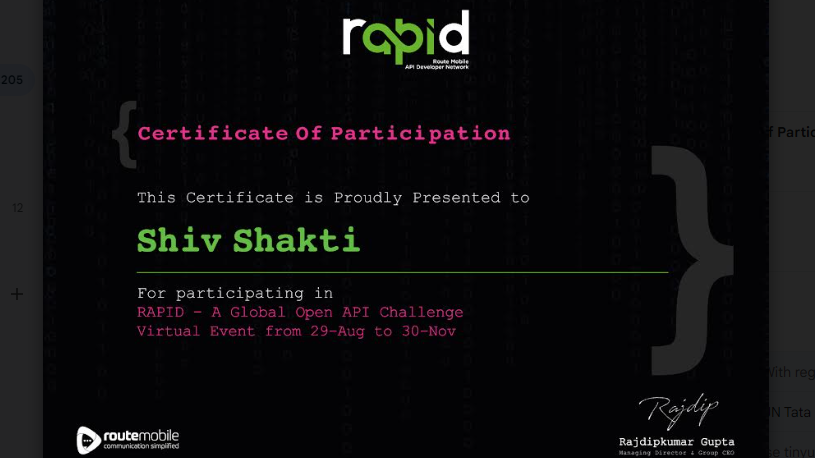 rapid
Route Mobile
API Developer Network
205
{
Certificate Of Participation
f Partic
This Certificate is Proudly Presented to
12
Shiv Shakti
}
+
For participating in
RAPID - A Global Open API Challenge
Virtual Event from 29-Aug to 30-Nov
With reg
IN Tata
Rajdip
routemobile
communication simplified
Rajdipkumar Gupta
Managing Director & Group CEO